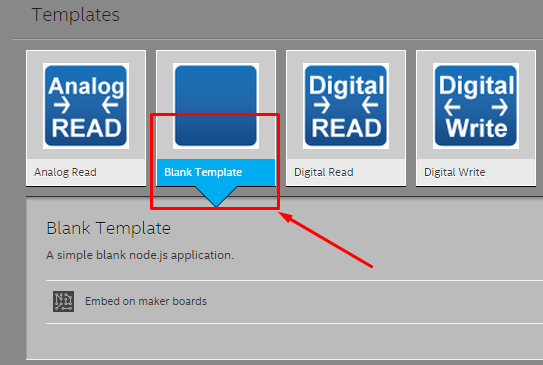 Templates
Analog
READ
Digital
READ
Digital
Write
Analog Read
Blank Template
Digital Read
Digital Write
Blank Template
A simple blank node.js application.
Embed on maker boards